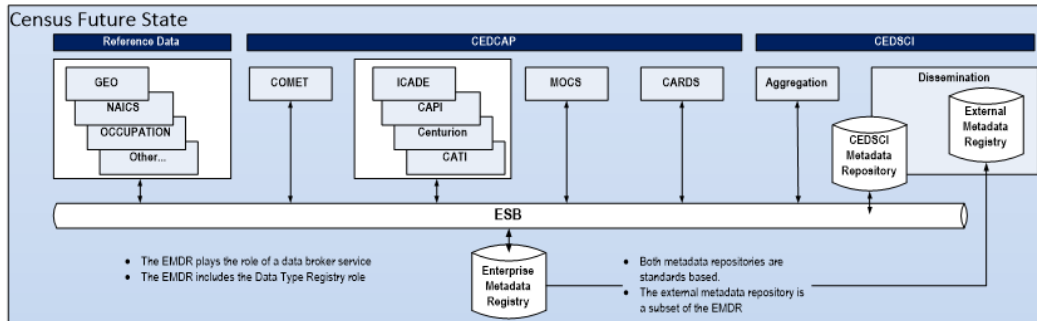 Census Future State
Reference Data
CEDCAP
CEDSCI
GEO
NAICS
OCCUPATION
Other...
COMET
ICADE
CAPI
Centurion
CATI
MOCS
CARDS
Aggregation
Dissemination
CEDSCI
Metadata
Repository
External
Metadata
Registry
ESB
• The EMDR plays the role of a data broker service
• The EMDR includes the Data Type Registry role
Enterprise
Metadata
Registry
• Both metadata repositories are
standards based.
• The external metadata repository is
a subset of the EMDR